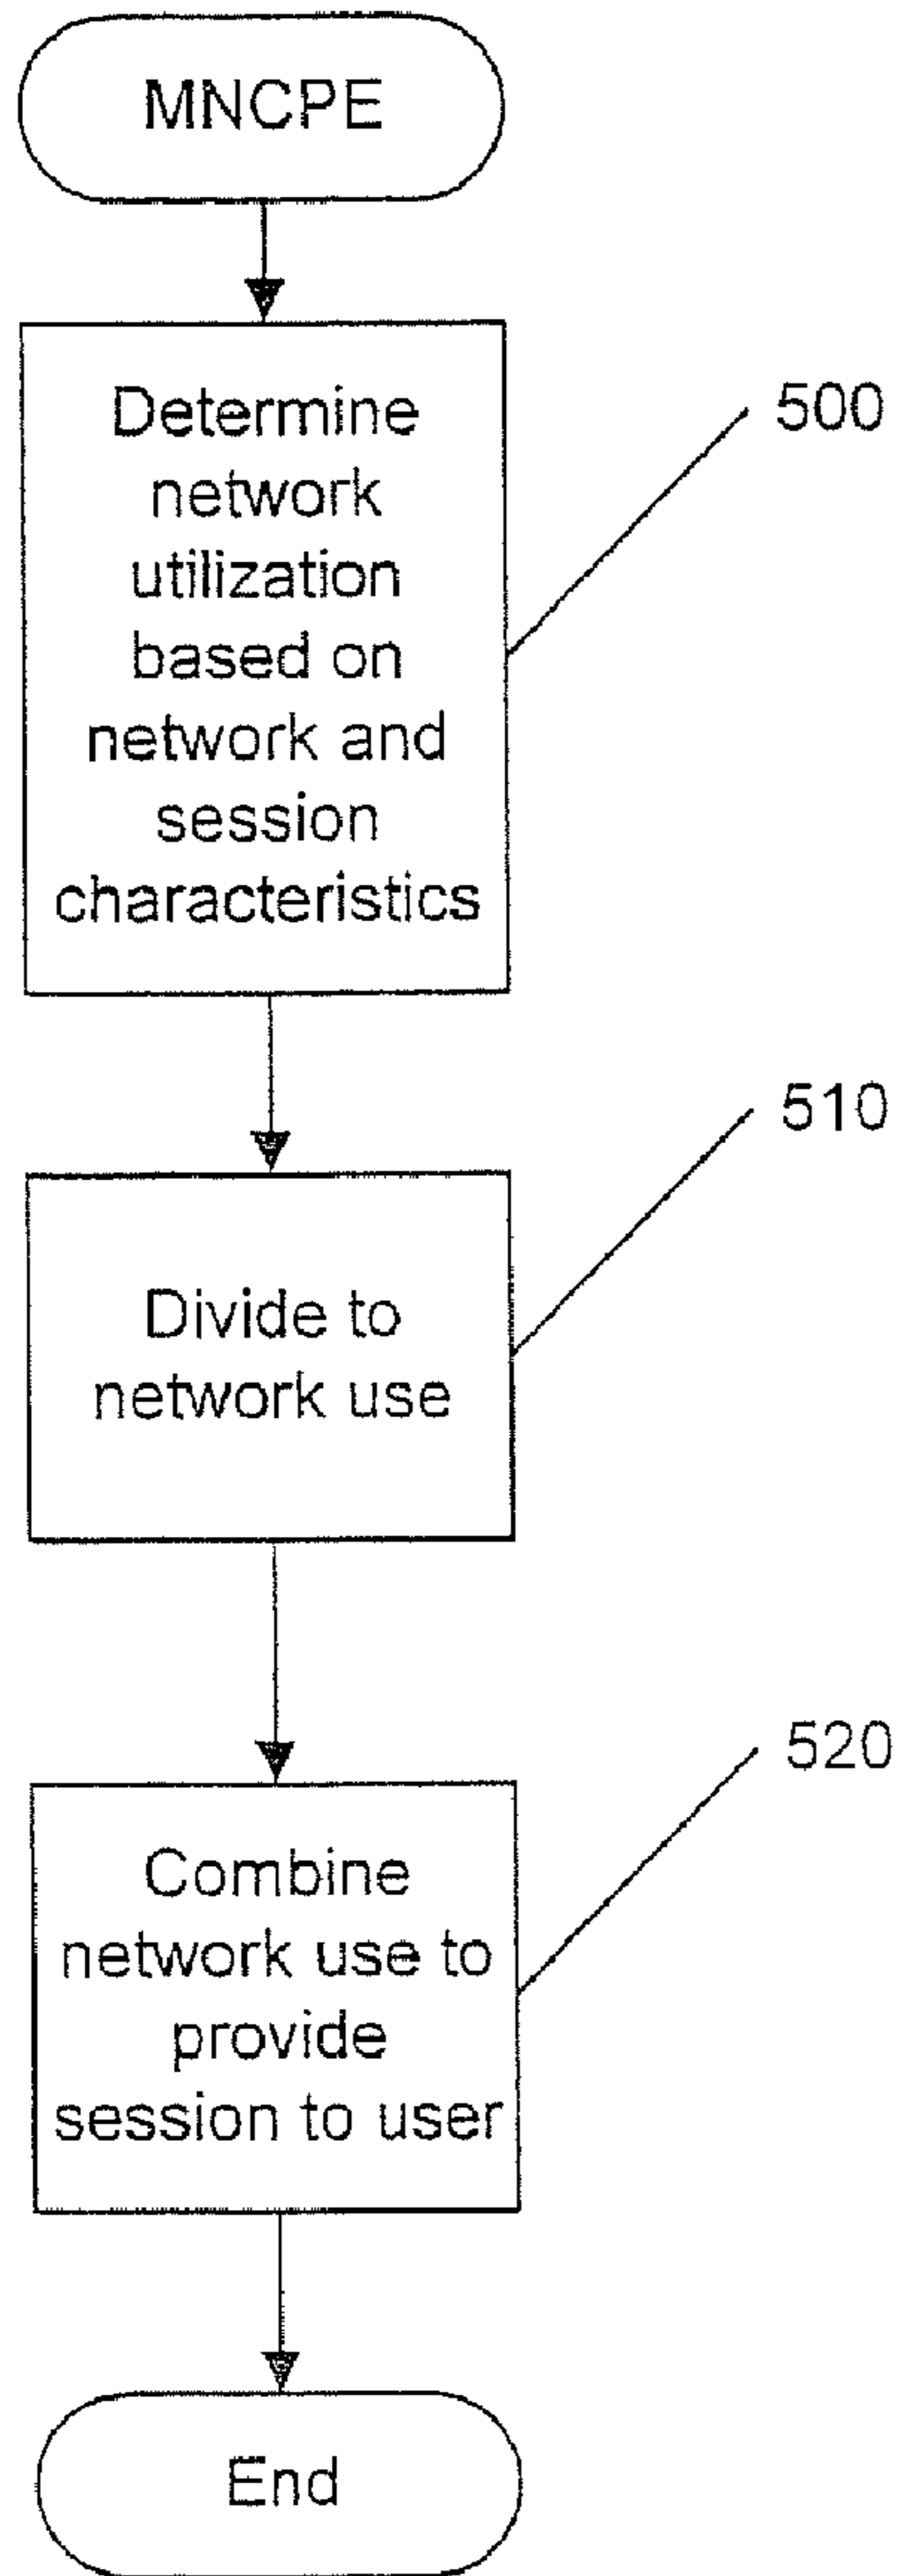 MNCPE
Determine
network
utilization
based on
network and
session
characteristics
500
Divide to
network use
510
Combine
network use to
provide
session to user
520
End